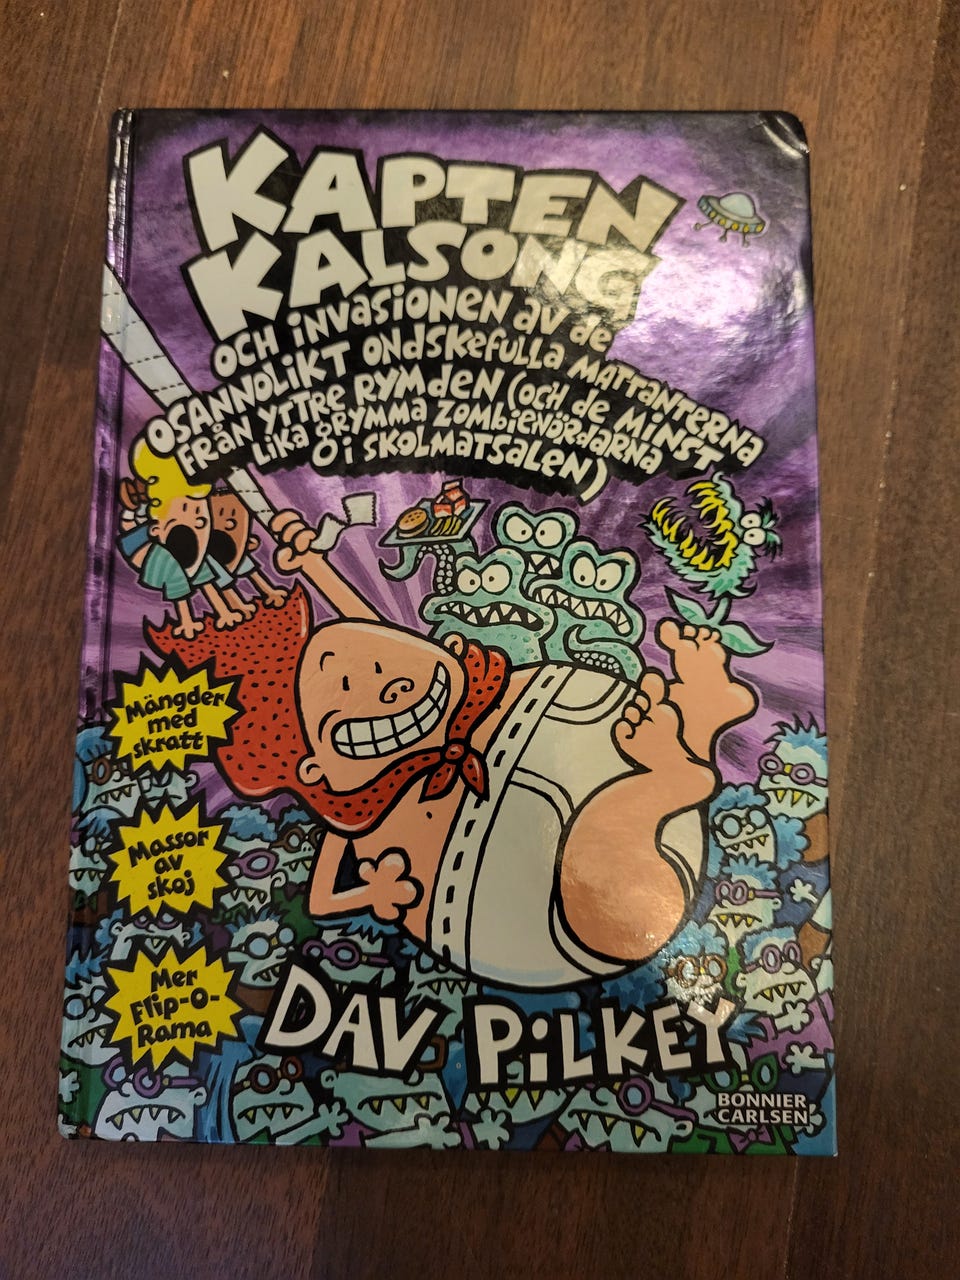 KAPTEN
KALSONG
OCH INVASIONEN AV de
OSANNOLIKT ONdSKEFULLA MATTANTERNA
FRÅN YTTRE RYMdEN (OCH de MINST
LIKA GRYMMA ZOMbIEVÅRdARNA
I SKOLMATSALEN)
Mängder
med
skratt
Massor
av
skoj
Mer
Flip-O-
Rama
DAV PiLKEY
BONNIER
CARLSEN